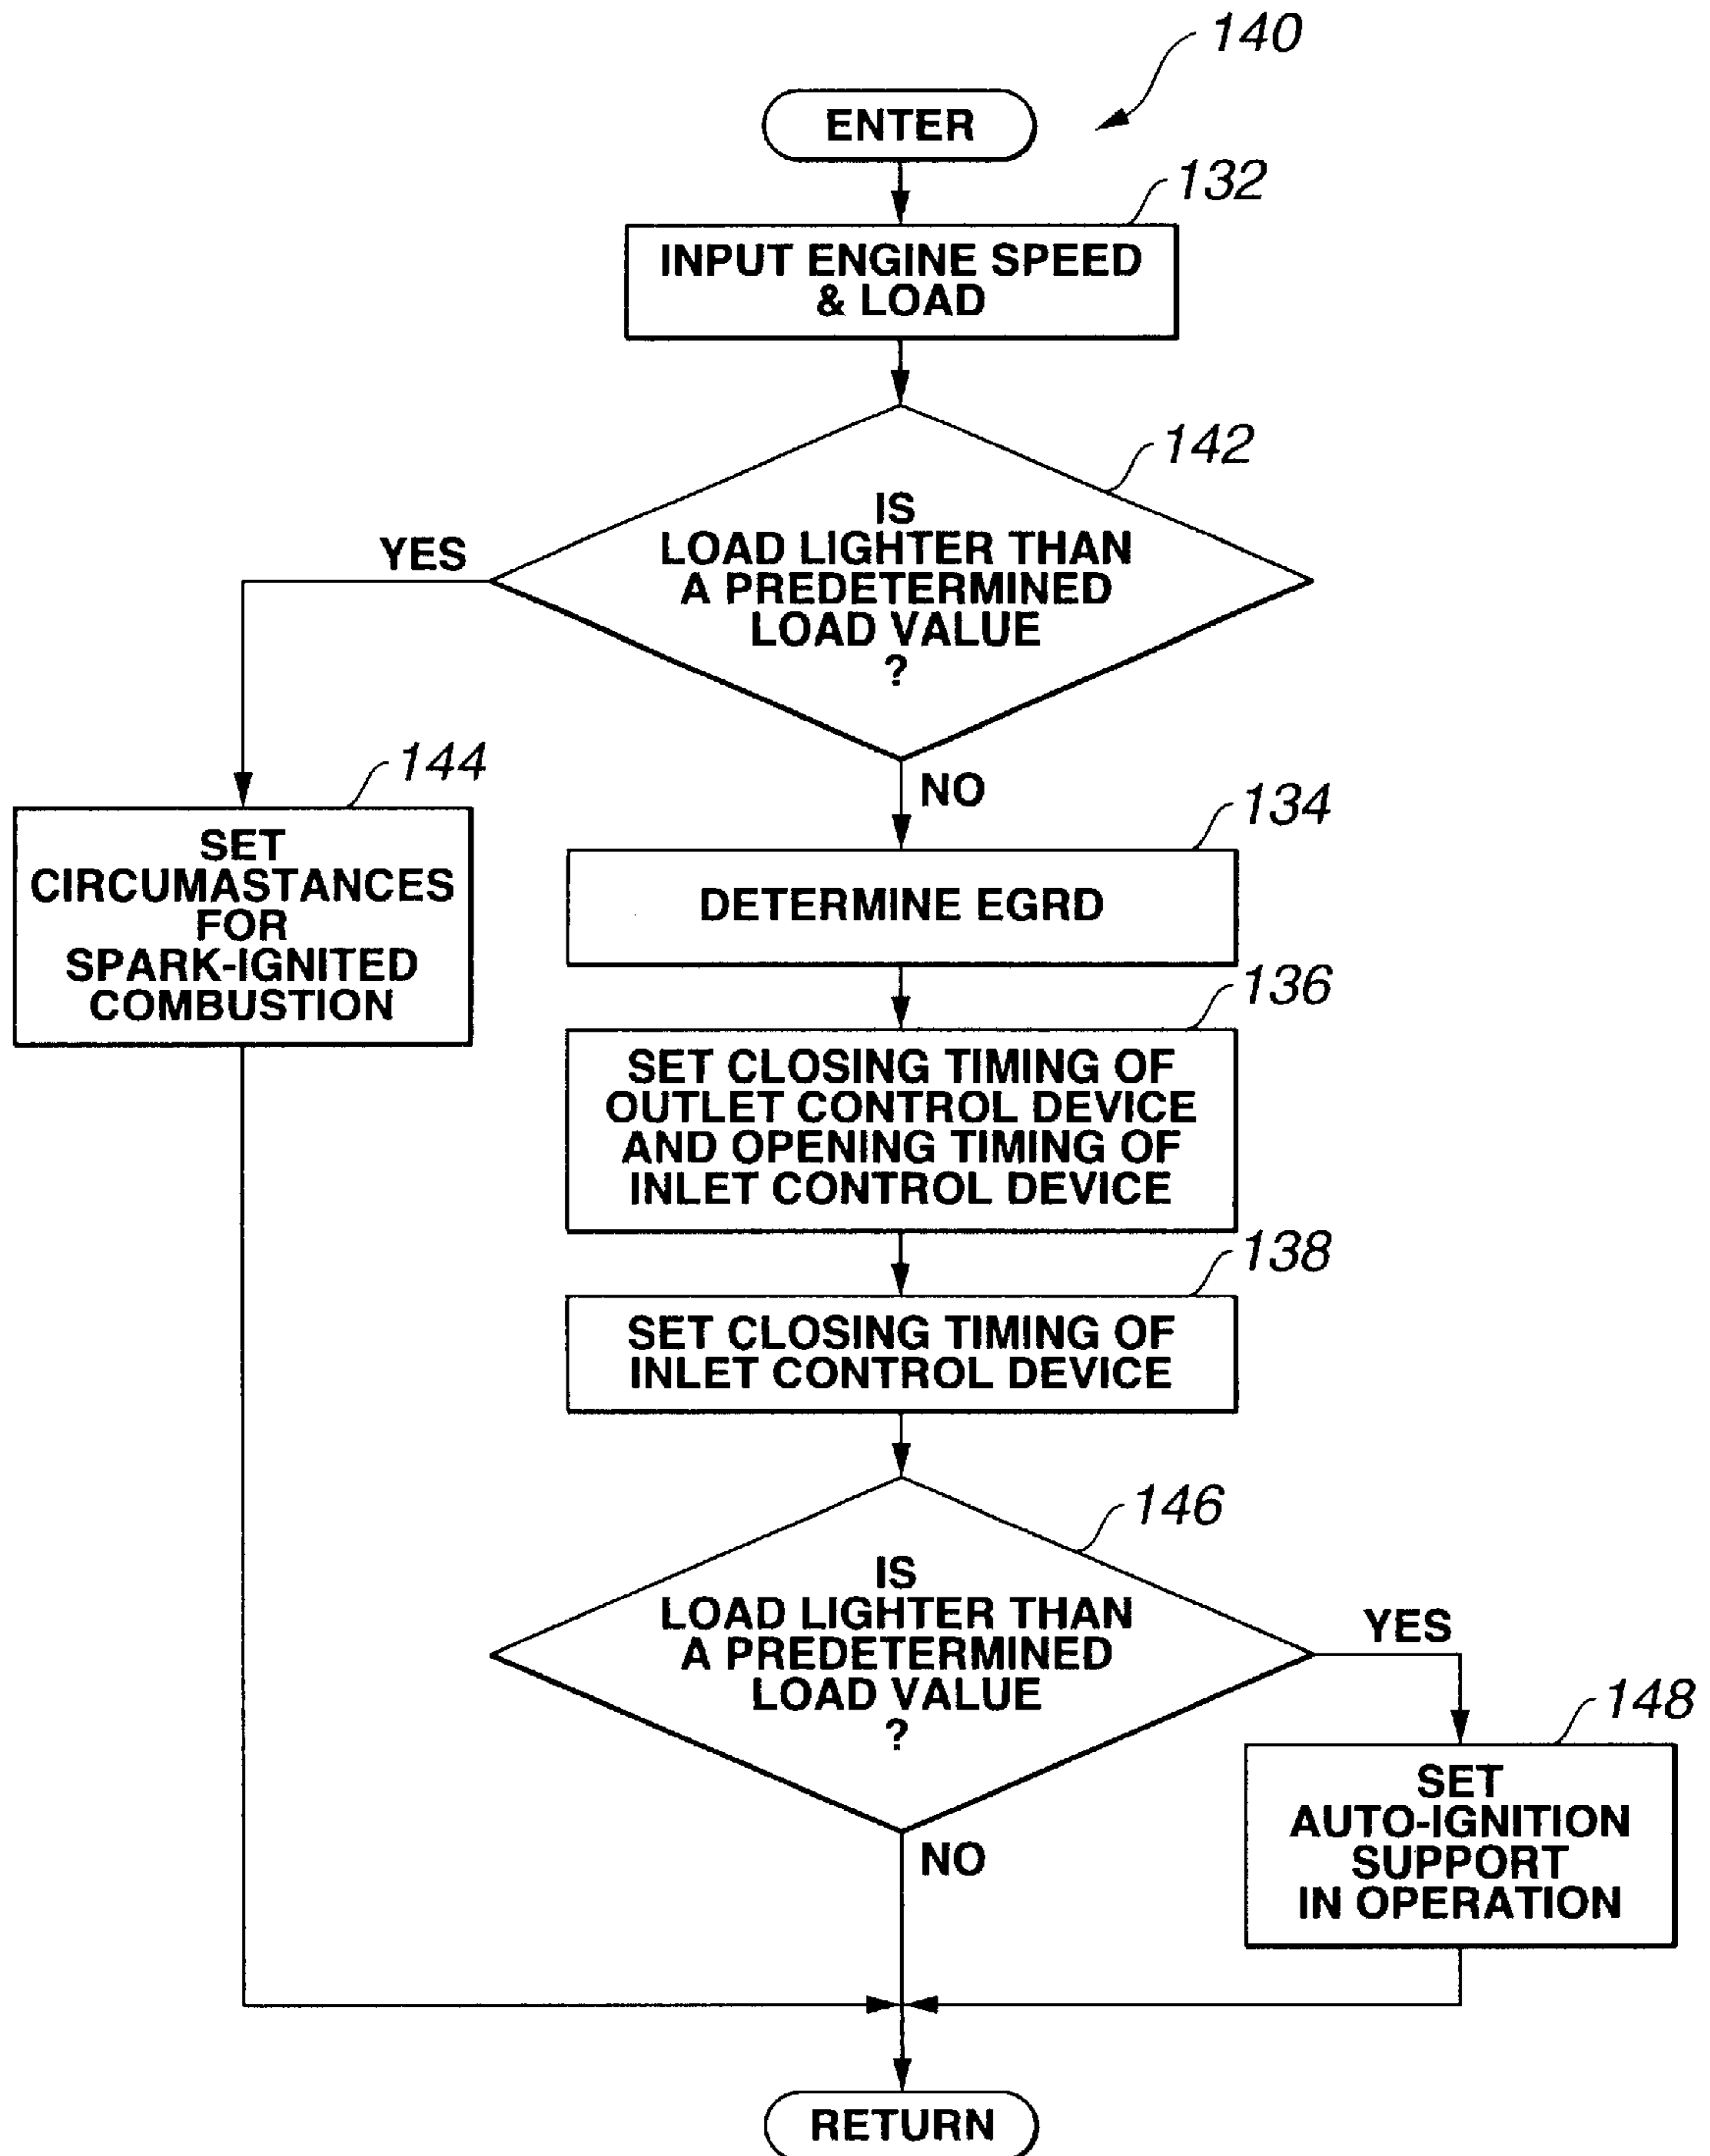 140
ENTER
132
INPUT ENGINE SPEED
& LOAD
142
IS
LOAD LIGHTER THAN
A PREDETERMINED
LOAD VALUE
?
YES
NO
144
SET
CIRCUMASTANCES
FOR
SPARK-IGNITED
COMBUSTION
134
DETERMINE EGRD
136
SET CLOSING TIMING OF
OUTLET CONTROL DEVICE
AND OPENING TIMING OF
INLET CONTROL DEVICE
138
SET CLOSING TIMING OF
INLET CONTROL DEVICE
146
IS
LOAD LIGHTER THAN
A PREDETERMINED
LOAD VALUE
?
YES
NO
148
SET
AUTO-IGNITION
SUPPORT
IN OPERATION
RETURN